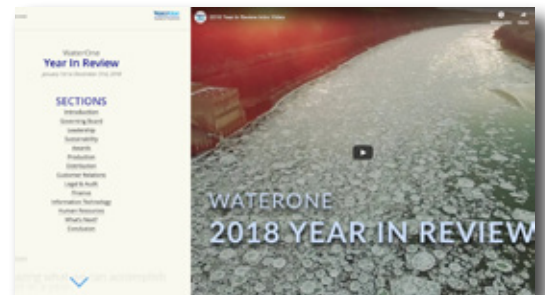 WaterOne
Year In Review
January 1st to December 31st, 2018
SECTIONS
Introduction
Governing Board
Leadership
Sustainability
Awards
Production
Distribution
Customer Relations
Legal & Audit
Finance
Information Technology
Human Resources
What's Next?
Conclusion
2018 Year In Review Intro Video
WATERONE
2018 YEAR IN REVIEW